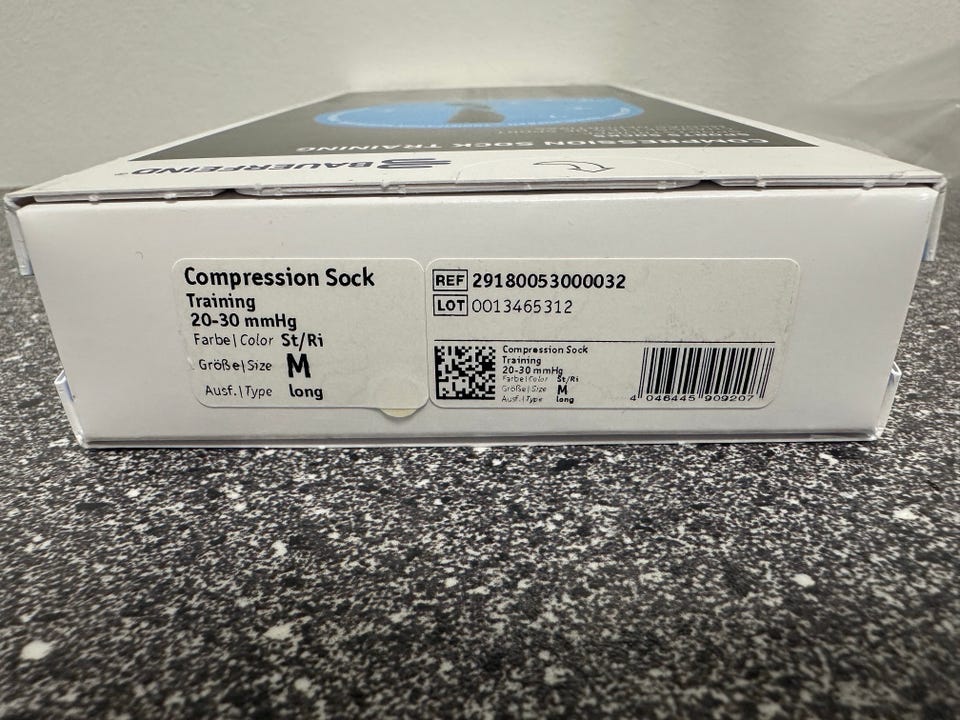 COMPRESSION SOCK TRAINING
BAUERFEIND
Compression Sock
Training
20-30 mmHg
Farbe|Color St/Ri
Größe|Size M
Ausf.|Type long
REF 29180053000032
LOT 0013465312
Compression Sock
Training
20-30 mmHg
Farbe|Color St/Ri
Größe|Size M
Ausf.|Type long
4 046445 909207